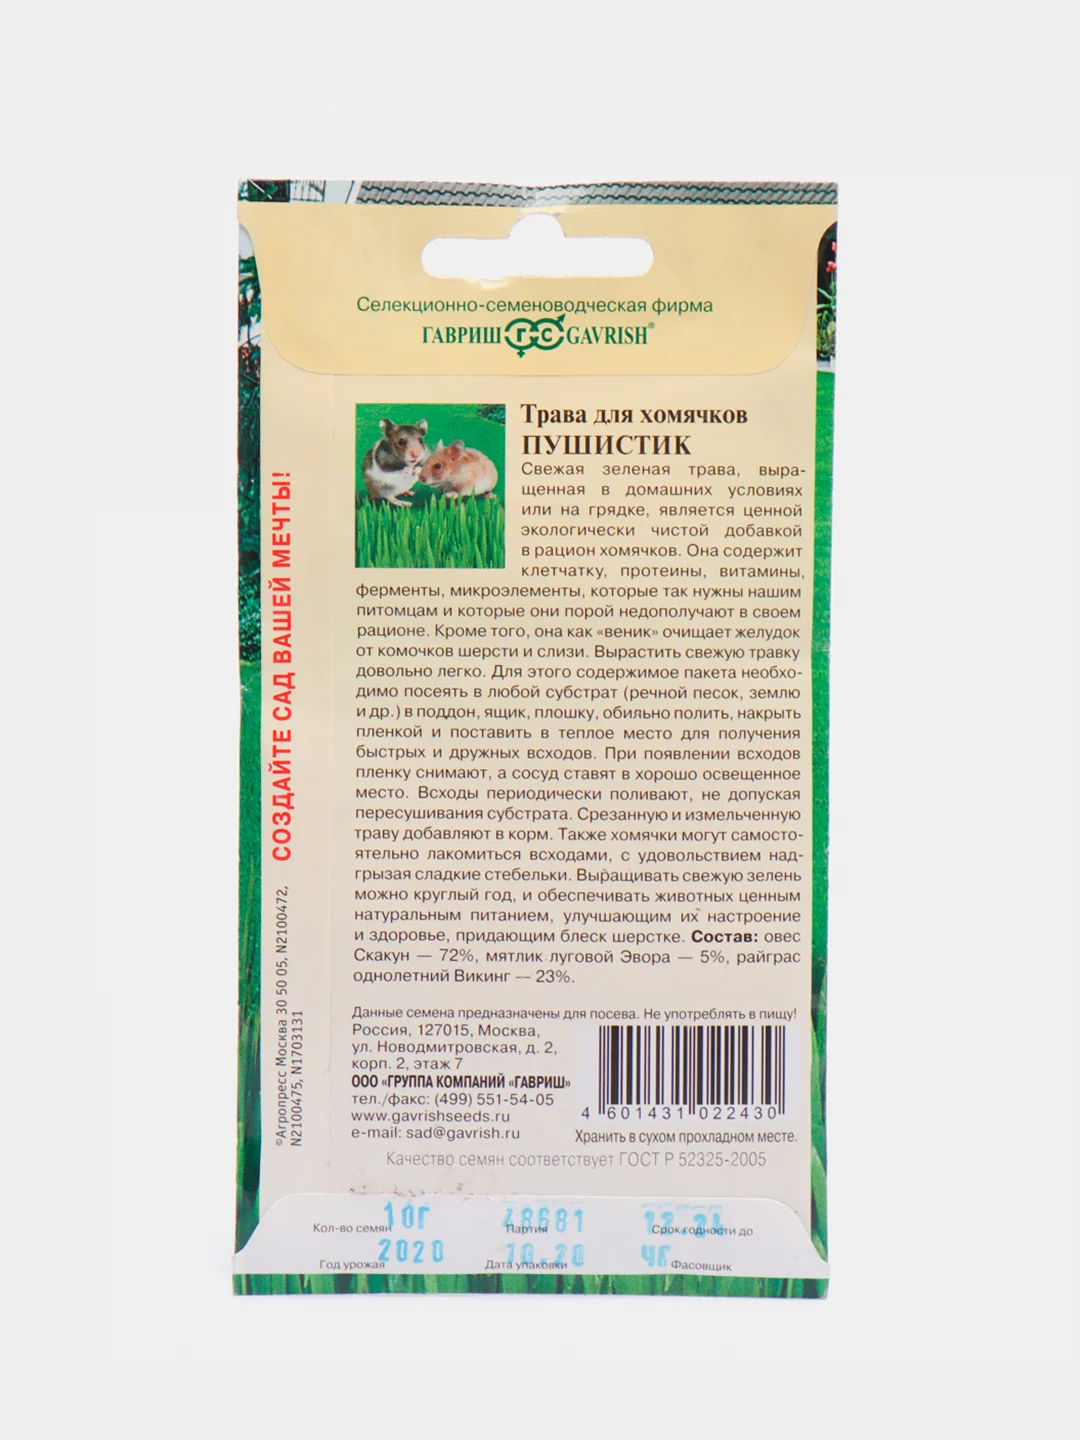 Селекционно-семеноводческая фирма
ГАВРИШ Г-С GAVRISH®
Трава для хомячков
ПУШИСТИК
Свежая зеленая трава, выра-
щенная в домашних условиях
или на грядке, является ценной
экологически чистой добавкой
в рацион хомячков. Она содержит
клетчатку, протеины, витамины,
ферменты, микроэлементы, которые так нужны нашим
питомцам и которые они порой недополучают в своем
рационе. Кроме того, она как «веник» очищает желудок
от комочков шерсти и слизи. Вырастить свежую травку
довольно легко. Для этого содержимое пакета необхо-
димо посеять в любой субстрат (речной песок, землю
и др.) в поддон, ящик, плошку, обильно полить, накрыть
пленкой и поставить в теплое место для получения
быстрых и дружных всходов. При появлении всходов
пленку снимают, а сосуд ставят в хорошо освещенное
место. Всходы периодически поливают, не допуская
пересушивания субстрата. Срезанную и измельченную
траву добавляют в корм. Также хомячки могут самосто-
ятельно лакомиться всходами, с удовольствием над-
грызая сладкие стебельки. Выращивать свежую зелень
можно круглый год, и обеспечивать животных ценным
натуральным питанием, улучшающим их настроение
и здоровье, придающим блеск шерстке. Состав: овес
Скакун — 72%, мятлик луговой Эвора — 5%, райграс
однолетний Викинг — 23%.
Данные семена предназначены для посева. Не употреблять в пищу!
Россия, 127015, Москва,
ул. Новодмитровская, д. 2,
корп. 2, этаж 7
ООО «ГРУППА КОМПАНИЙ «ГАВРИШ»
тел./факс: (499) 551-54-05
www.gavrishseeds.ru
e-mail: sad@gavrish.ru
4 601431 022430
Хранить в сухом прохладном месте.
Качество семян соответствует ГОСТ Р 52325-2005
Кол-во семян 10г Партия 48681 Срок годности до
Год урожая 2020 Дата упаковки 10.20 ЧГ Фасовщик
СОЗДАЙТЕ САД ВАШЕЙ МЕЧТЫ!
©Агропресс Москва 30 50 05, N2100472,
N2100475, N1703131